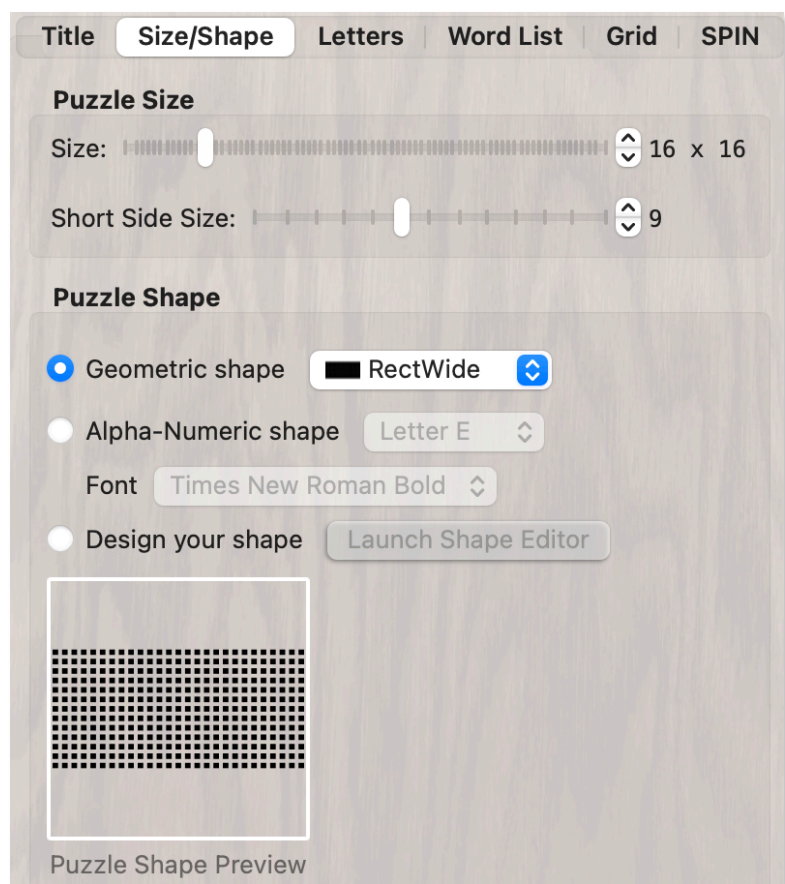 Title Size/Shape Letters Word List Grid SPIN
Puzzle Size
Size: 16 x 16
Short Side Size: 9
Puzzle Shape
Geometric shape RectWide
Alpha-Numeric shape Letter E
Font Times New Roman Bold
Design your shape Launch Shape Editor
Puzzle Shape Preview